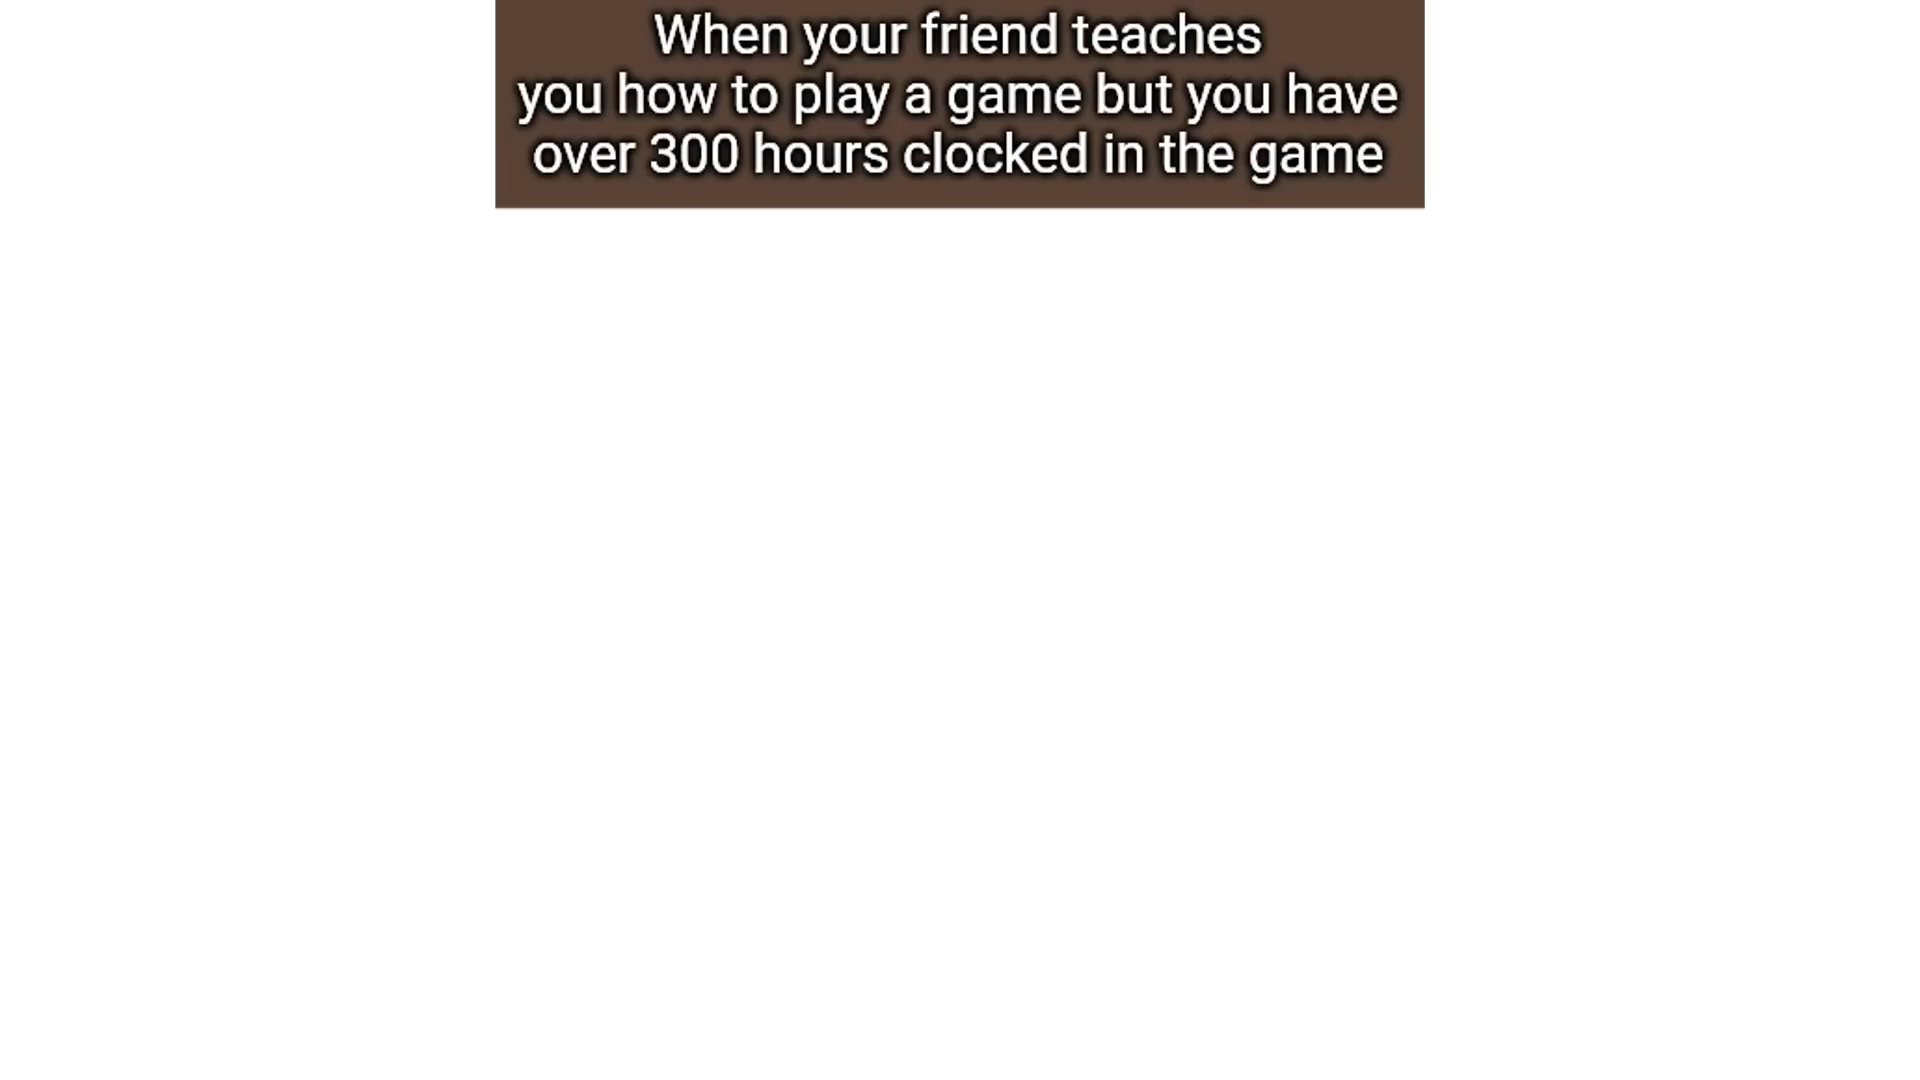 When your friend teaches
you how to play a game but you have
over 300 hours clocked in the game